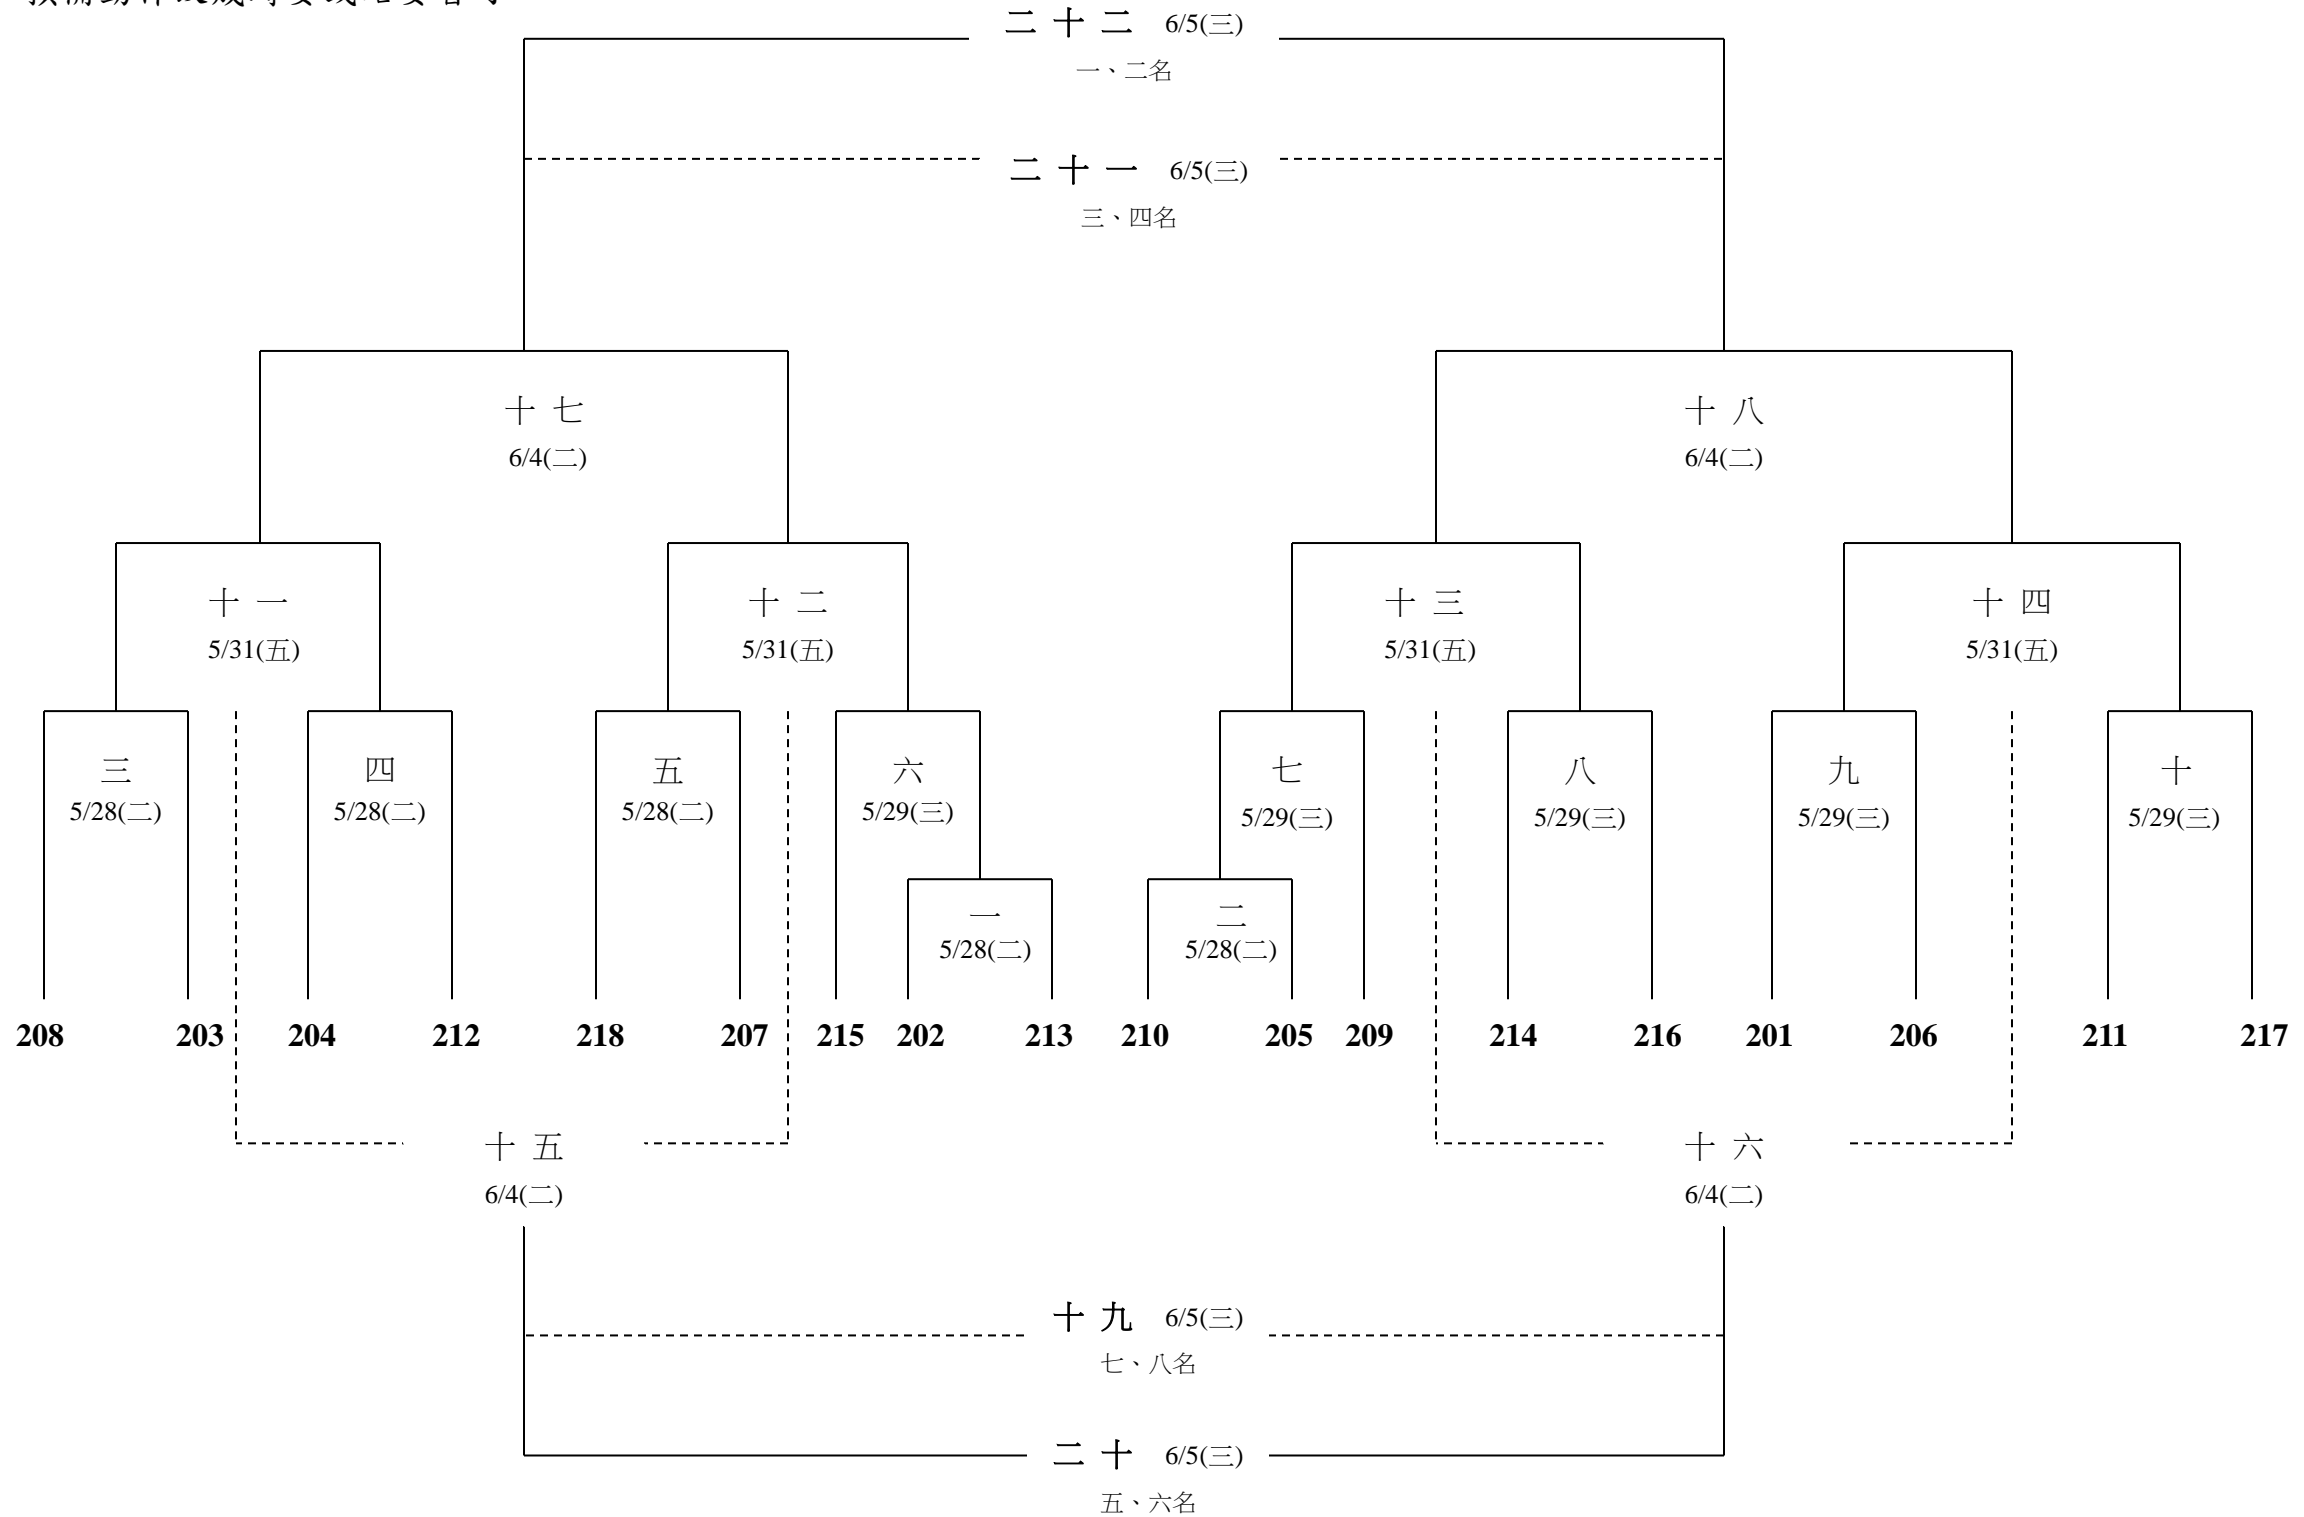 二十二 6/5(三)
一、二名
二十一 6/5(三)
三、四名
十七 十八
6/4(二) 6/4(二)
十一 十二 十三 十四
5/31(五) 5/31(五) 5/31(五) 5/31(五)
三 四 五 六 七 八 九 十
5/28(二) 5/28(二) 5/28(二) 5/29(三) 5/29(三) 5/29(三) 5/29(三) 5/29(三)
一 二
5/28(二) 5/28(二)
208 203 204 212 218 207 215 202 213 210 205 209 214 216 201 206 211 217
十五 十六
6/4(二) 6/4(二)
十九 6/5(三)
七、八名
二十 6/5(三)
五、六名